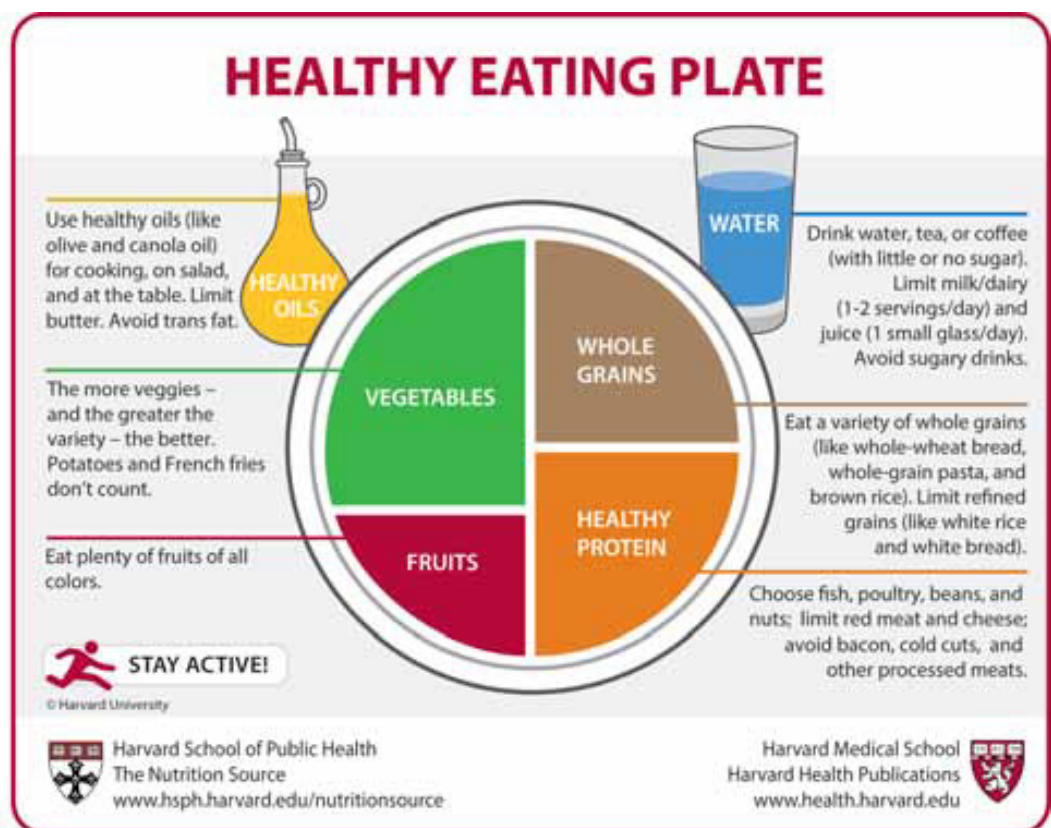 HEALTHY EATING PLATE
Use healthy oils (like
olive and canola oil)
for cooking, on salad,
and at the table. Limit
butter. Avoid trans fat.
HEALTHY
OILS
The more veggies –
and the greater the
variety – the better.
Potatoes and French fries
don't count.
Eat plenty of fruits of all
colors.
VEGETABLES
FRUITS
WHOLE
GRAINS
HEALTHY
PROTEIN
WATER
Drink water, tea, or coffee
(with little or no sugar).
Limit milk/dairy
(1-2 servings/day) and
juice (1 small glass/day).
Avoid sugary drinks.
Eat a variety of whole grains
(like whole-wheat bread,
whole-grain pasta, and
brown rice). Limit refined
grains (like white rice
and white bread).
Choose fish, poultry, beans, and
nuts; limit red meat and cheese;
avoid bacon, cold cuts, and
other processed meats.
STAY ACTIVE!
© Harvard University
Harvard School of Public Health
The Nutrition Source
www.hsph.harvard.edu/nutritionsource
Harvard Medical School
Harvard Health Publications
www.health.harvard.edu